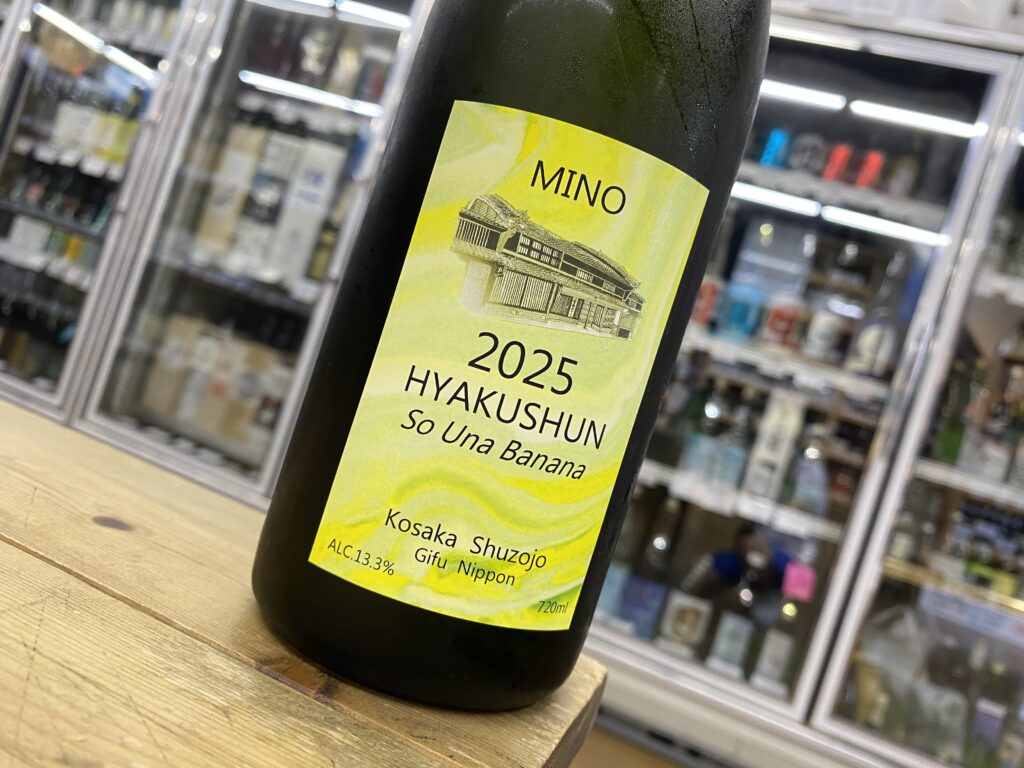 MINO
2025
HYAKUSHUN
So Una Banana
Kosaka Shuzojo
Gifu Nippon
ALC.13.3%
720ml